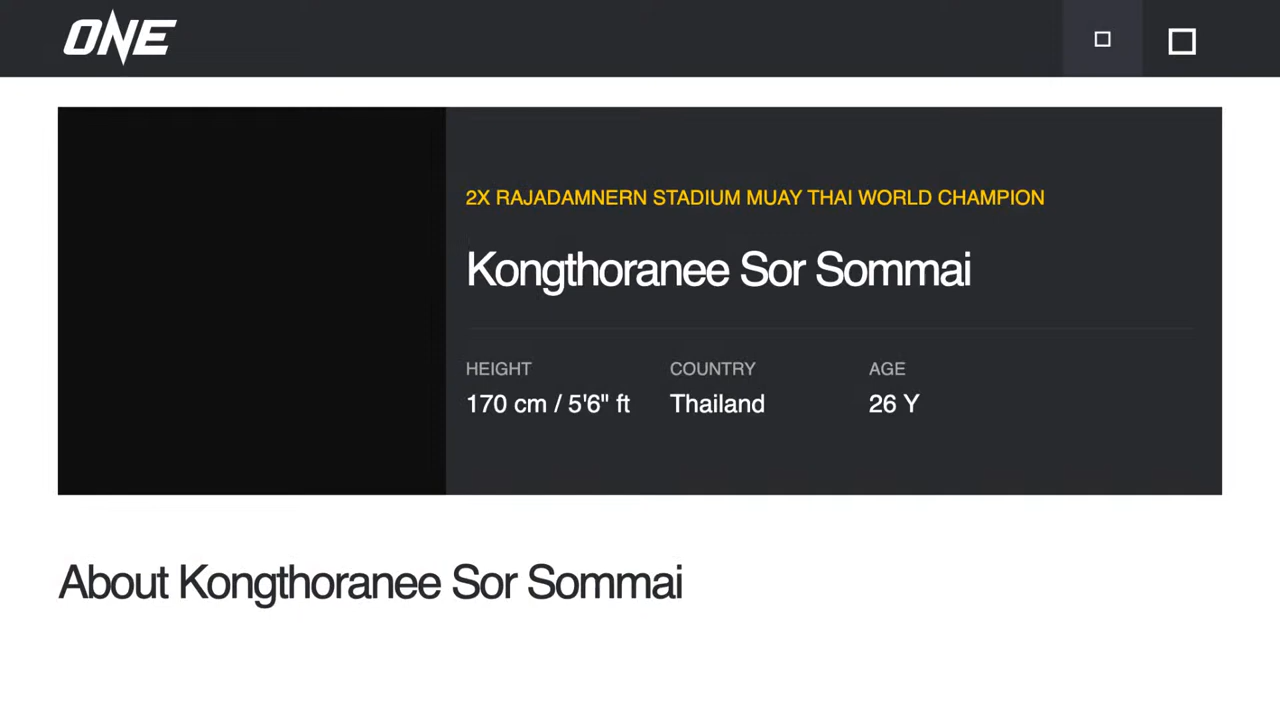 ONE
2X RAJADAMNERN STADIUM MUAY THAI WORLD CHAMPION
Kongthoranee Sor Sommai
HEIGHT COUNTRY AGE
170 cm / 5'6" ft Thailand 26 Y
About Kongthoranee Sor Sommai